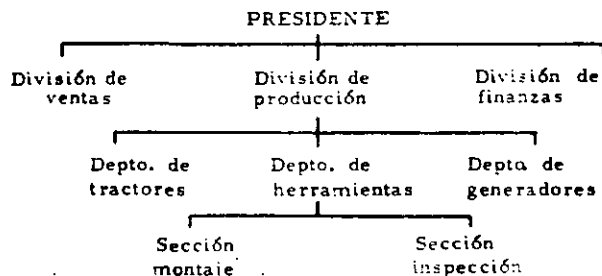 PRESIDENTE
División de ventas
División de producción
División de finanzas
Depto. de tractores
Depto. de herramientas
Depto. de generadores
Sección montaje
Sección inspección